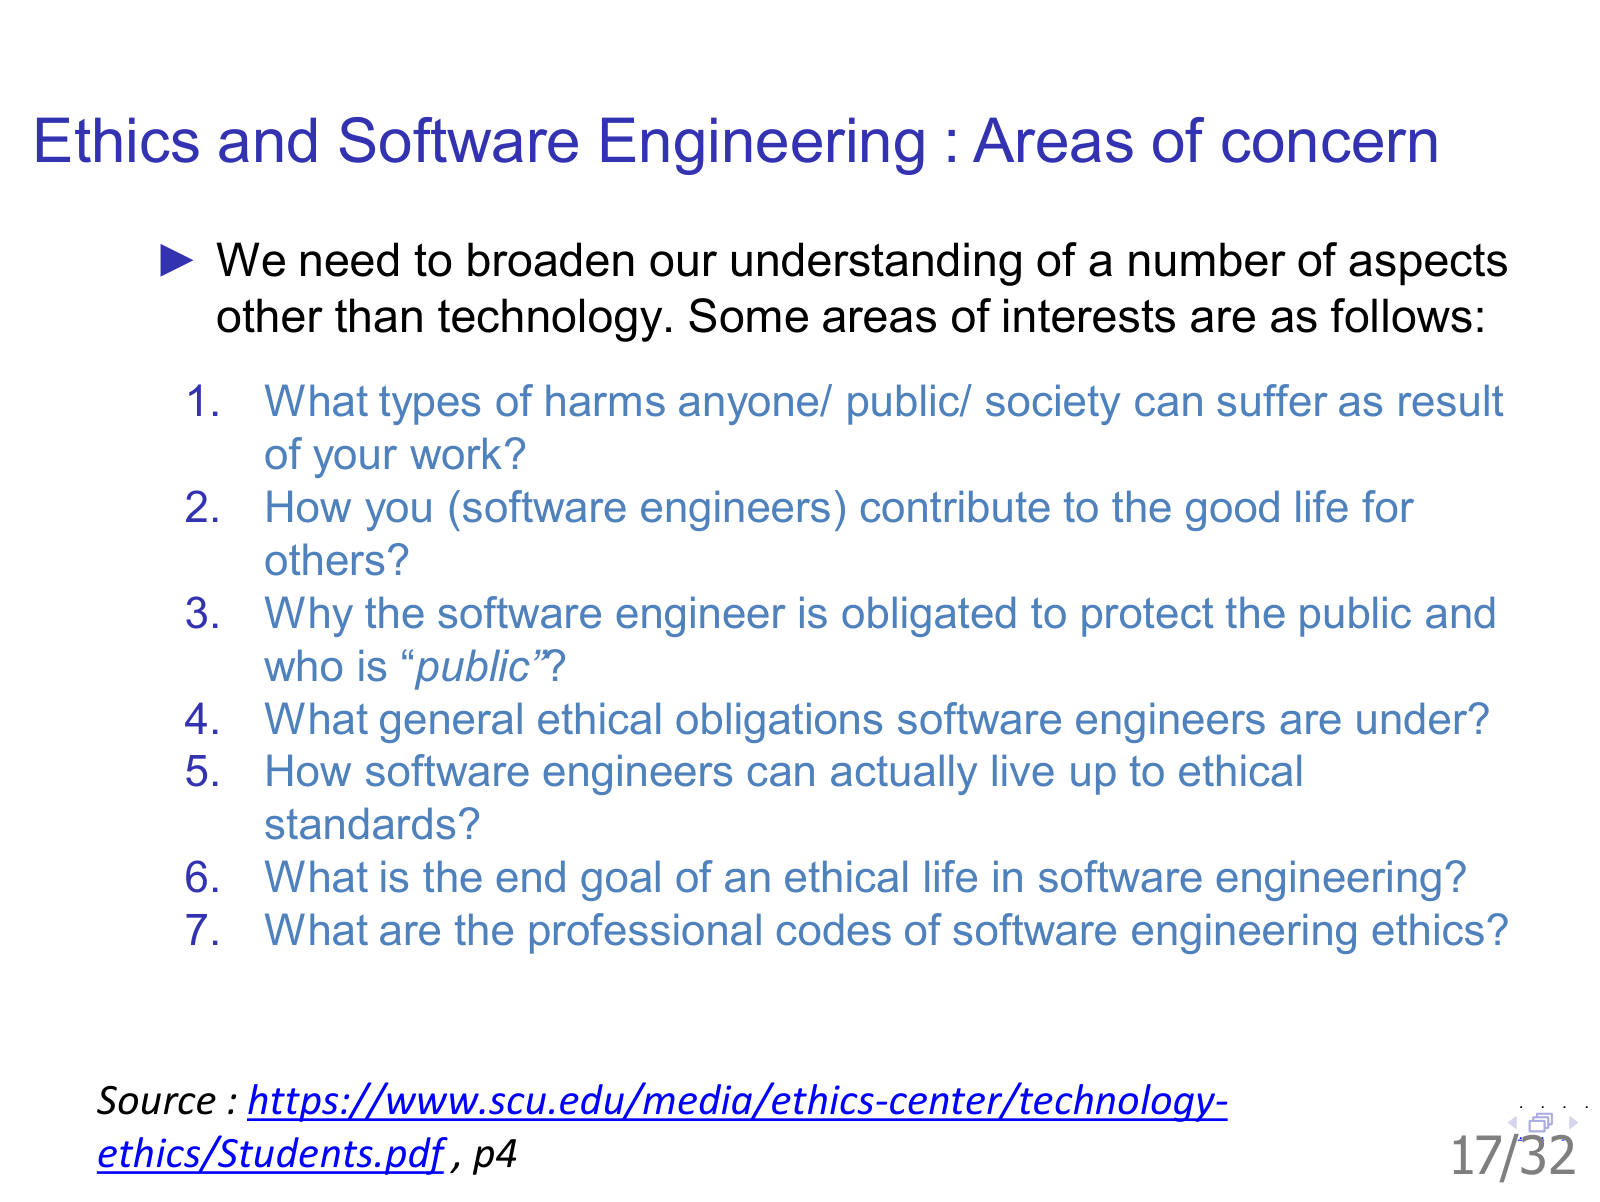 Ethics and Software Engineering : Areas of concern
► We need to broaden our understanding of a number of aspects
other than technology. Some areas of interests are as follows:
1. What types of harms anyone/ public/ society can suffer as result
of your work?
2. How you (software engineers) contribute to the good life for
others?
3. Why the software engineer is obligated to protect the public and
who is “public”?
4. What general ethical obligations software engineers are under?
5. How software engineers can actually live up to ethical
standards?
6. What is the end goal of an ethical life in software engineering?
7. What are the professional codes of software engineering ethics?
Source : https://www.scu.edu/media/ethics-center/technology-
ethics/Students.pdf , p4
17/32